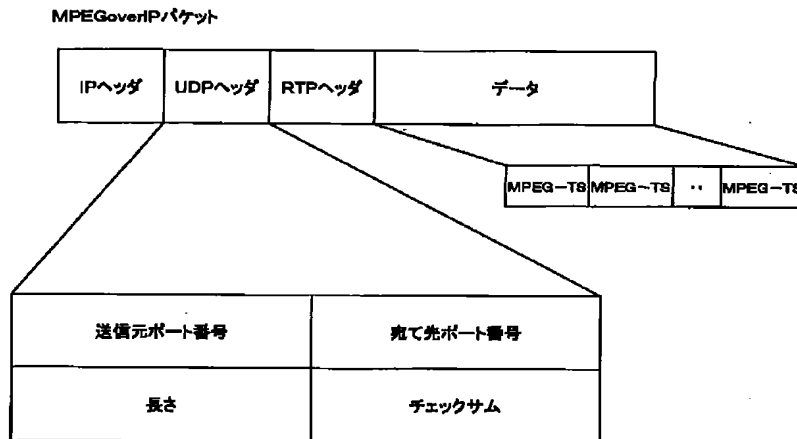 MPEGoverIPパケット
IPヘッダ UDPヘッダ RTPヘッダ データ
MPEG-TS MPEG-TS ‥ MPEG-TS
送信元ポート番号 宛て先ポート番号
長さ チェックサム